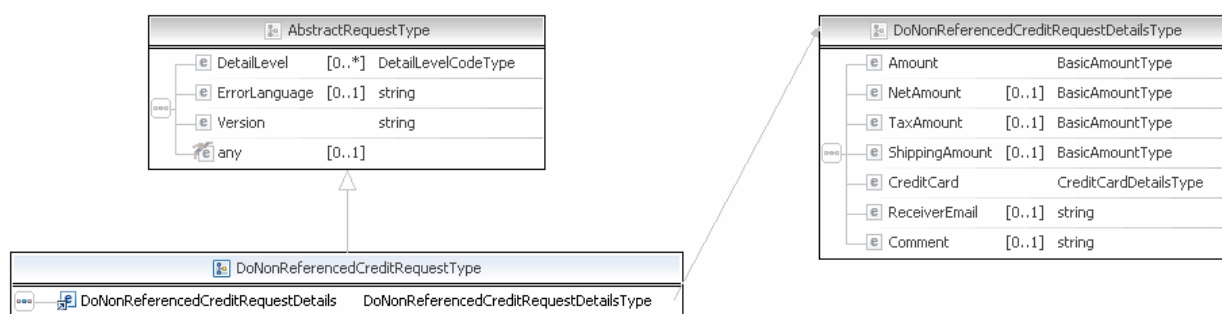 AbstractRequestType
DetailLevel [0..*] DetailLevelCodeType
ErrorLanguage [0..1] string
Version string
any [0..1]
DoNonReferencedCreditRequestType
DoNonReferencedCreditRequestDetails DoNonReferencedCreditRequestDetailsType
DoNonReferencedCreditRequestDetailsType
Amount BasicAmountType
NetAmount [0..1] BasicAmountType
TaxAmount [0..1] BasicAmountType
ShippingAmount [0..1] BasicAmountType
CreditCard CreditCardDetailsType
ReceiverEmail [0..1] string
Comment [0..1] string